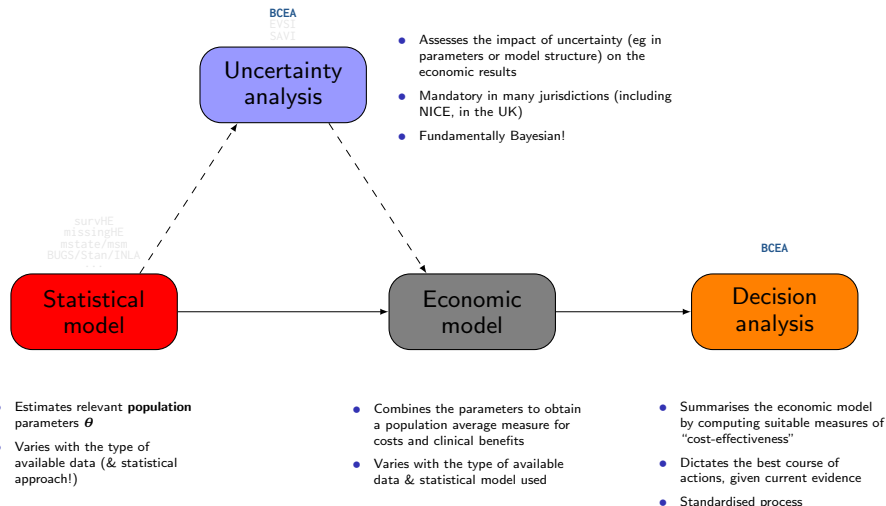 BCEA
EVSI
SAVI
Uncertainty
analysis
• Assesses the impact of uncertainty (eg in
parameters or model structure) on the
economic results
• Mandatory in many jurisdictions (including
NICE, in the UK)
• Fundamentally Bayesian!
survHE
missingHE
mstate/msm
BUGS/Stan/INLA
...
Statistical
model
Economic
model
BCEA
Decision
analysis
• Estimates relevant population
parameters θ
• Varies with the type of
available data (& statistical
approach!)
• Combines the parameters to obtain
a population average measure for
costs and clinical benefits
• Varies with the type of available
data & statistical model used
• Summarises the economic model
by computing suitable measures of
“cost-effectiveness”
• Dictates the best course of
actions, given current evidence
• Standardised process